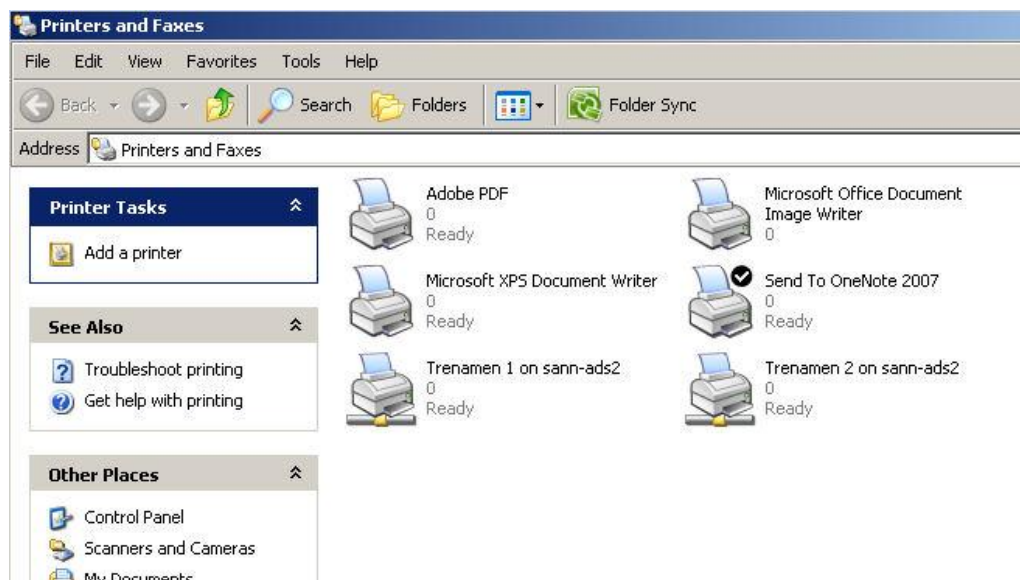 Printers and Faxes
File Edit View Favorites Tools Help
Back Search Folders Folder Sync
Address Printers and Faxes
Printer Tasks
Add a printer
See Also
Troubleshoot printing
Get help with printing
Other Places
Control Panel
Scanners and Cameras
My Documents
Adobe PDF
0
Ready
Microsoft Office Document
Image Writer
0
Microsoft XPS Document Writer
0
Ready
Send To OneNote 2007
0
Ready
Trenamen 1 on sann-ads2
0
Ready
Trenamen 2 on sann-ads2
0
Ready